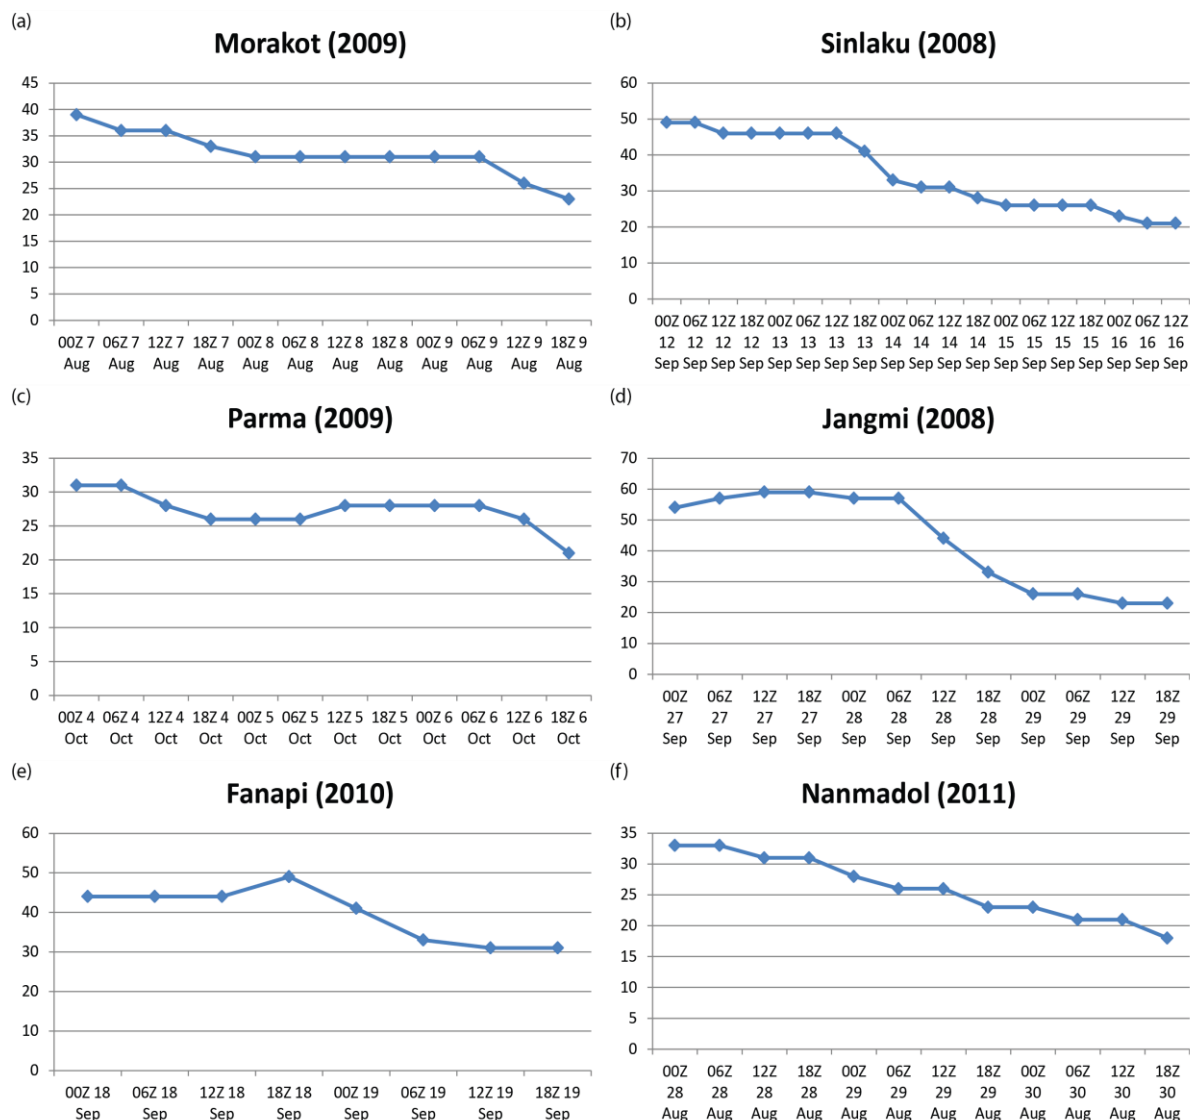 (a)
Morakot (2009)
45
40
35
30
25
20
15
10
5
0
00Z 7 06Z 7 12Z 7 18Z 7 00Z 8 06Z 8 12Z 8 18Z 8 00Z 9 06Z 9 12Z 9 18Z 9
Aug Aug Aug Aug Aug Aug Aug Aug Aug Aug Aug Aug
(b)
Sinlaku (2008)
60
50
40
30
20
10
0
00Z 06Z 12Z 18Z 00Z 06Z 12Z 18Z 00Z 06Z 12Z 18Z 00Z 06Z 12Z 18Z 00Z 06Z 12Z
12 12 12 12 13 13 13 13 14 14 14 14 15 15 15 15 16 16 16
Sep Sep Sep Sep Sep Sep Sep Sep Sep Sep Sep Sep Sep Sep Sep Sep Sep Sep Sep
(c)
Parma (2009)
35
30
25
20
15
10
5
0
00Z 4 06Z 4 12Z 4 18Z 4 00Z 5 06Z 5 12Z 5 18Z 5 00Z 6 06Z 6 12Z 6 18Z 6
Oct Oct Oct Oct Oct Oct Oct Oct Oct Oct Oct Oct
(d)
Jangmi (2008)
70
60
50
40
30
20
10
0
00Z 06Z 12Z 18Z 00Z 06Z 12Z 18Z 00Z 06Z 12Z 18Z
27 27 27 27 28 28 28 28 29 29 29 29
Sep Sep Sep Sep Sep Sep Sep Sep Sep Sep Sep Sep
(e)
Fanapi (2010)
60
50
40
30
20
10
0
00Z 18 06Z 18 12Z 18 18Z 18 00Z 19 06Z 19 12Z 19 18Z 19
Sep Sep Sep Sep Sep Sep Sep Sep
(f)
Nanmadol (2011)
35
30
25
20
15
10
5
0
00Z 06Z 12Z 18Z 00Z 06Z 12Z 18Z 00Z 06Z 12Z 18Z
28 28 28 28 29 29 29 29 30 30 30 30
Aug Aug Aug Aug Aug Aug Aug Aug Aug Aug Aug Aug